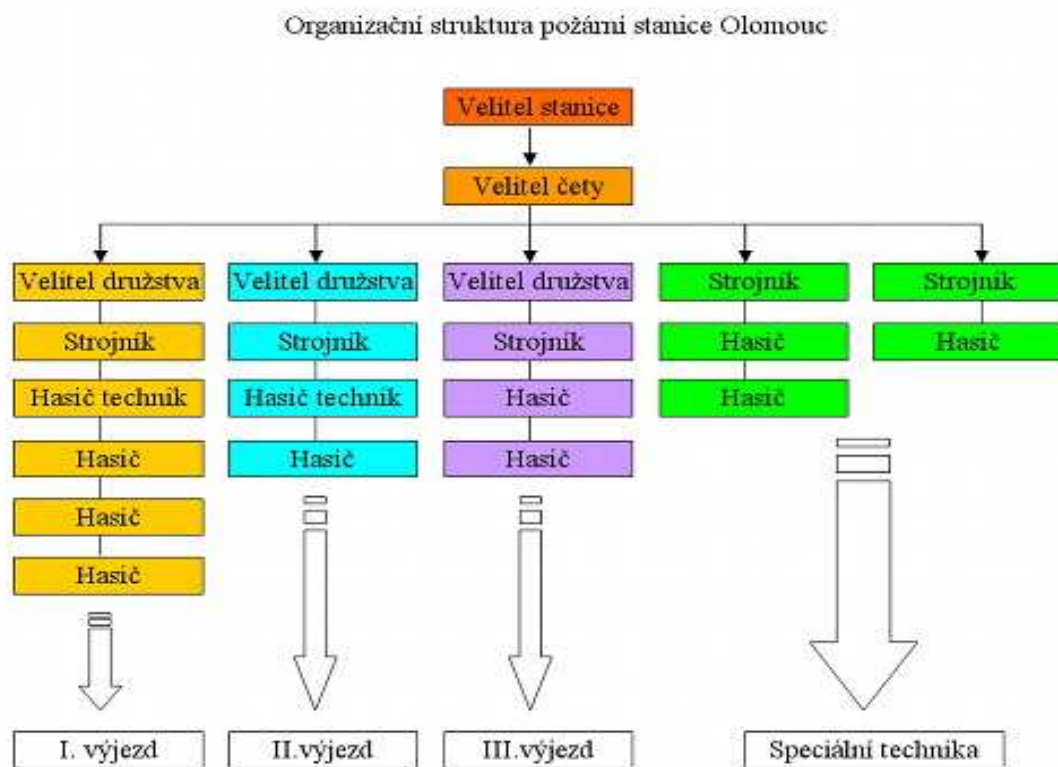 Organizační struktura požární stanice Olomouc
Velitel stanice
Velitel čety
Velitel družstva
Strojník
Hasič technik
Hasič
Hasič
Hasič
I. výjezd
Velitel družstva
Strojník
Hasič technik
Hasič
II.výjezd
Velitel družstva
Strojník
Hasič
Hasič
III.výjezd
Strojník
Hasič
Hasič
Strojník
Hasič
Speciální technika